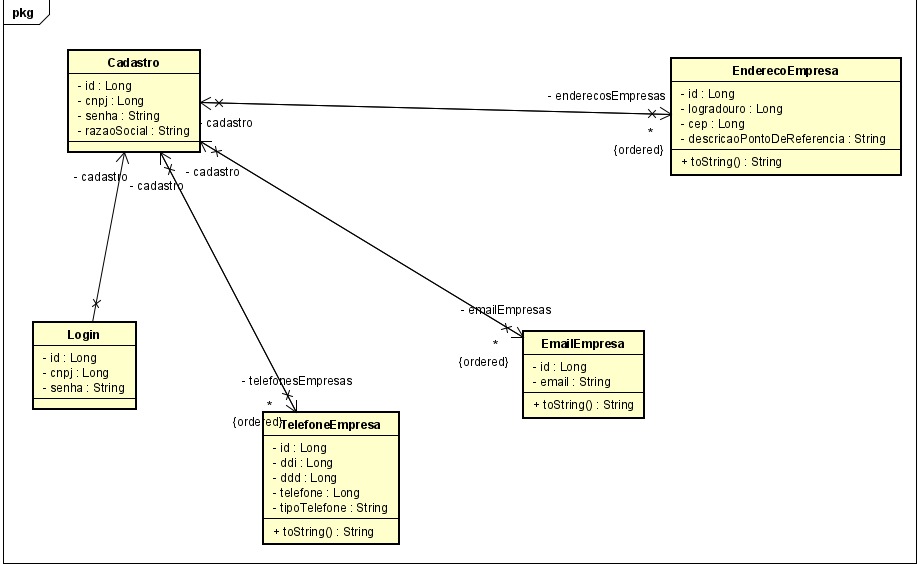 pkg
Cadastro
- id : Long
- cnpj : Long
- senha : String
- razaoSocial : String
EnderecoEmpresa
- id : Long
- logradouro : Long
- cep : Long
- descricaoPontoDeReferencia : String
+ toString() : String
- enderecosEmpresas
*
{ordered}
- cadastro
- cadastro
- cadastro
- cadastro
Login
- id : Long
- cnpj : Long
- senha : String
- emailEmpresas
*
{ordered}
EmailEmpresa
- id : Long
- email : String
+ toString() : String
- telefonesEmpresas
*
{ordered}
TelefoneEmpresa
- id : Long
- ddi : Long
- ddd : Long
- telefone : Long
- tipoTelefone : String
+ toString() : String